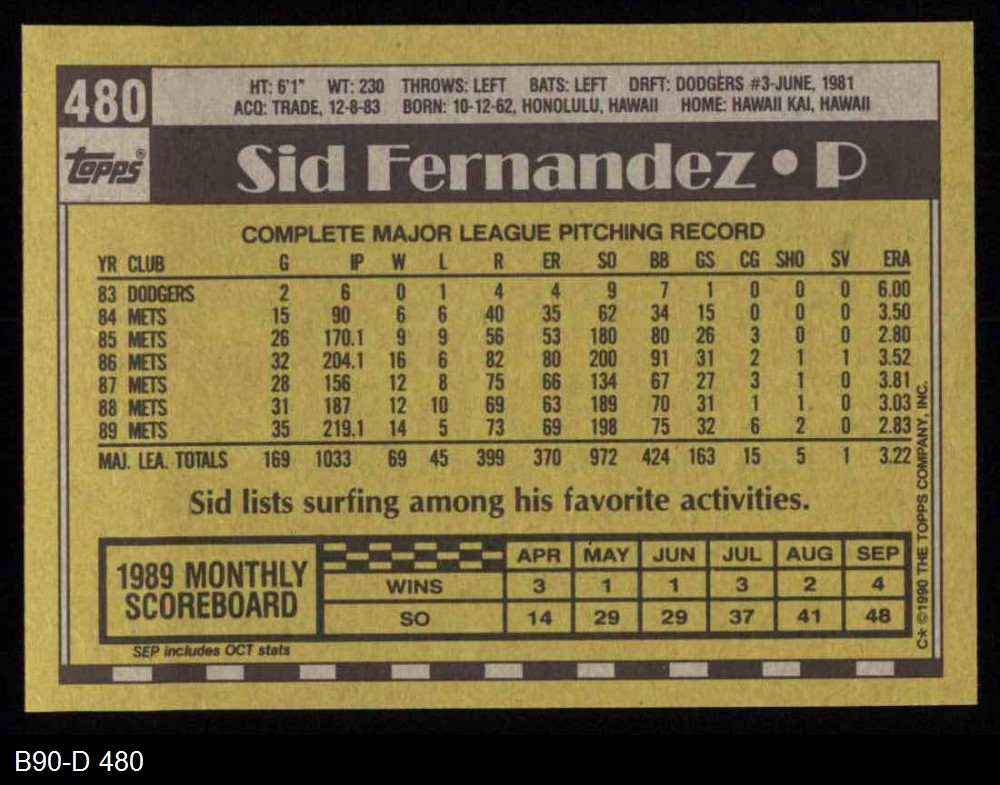 480
HT: 6'1" WT: 230 THROWS: LEFT BATS: LEFT DRFT: DODGERS #3-JUNE, 1981
ACQ: TRADE, 12-8-83 BORN: 10-12-62, HONOLULU, HAWAII HOME: HAWAII KAI, HAWAII
topps®
Sid Fernandez • P
COMPLETE MAJOR LEAGUE PITCHING RECORD
YR CLUB G IP W L R ER SO BB GS CG SHO SV ERA
83 DODGERS 2 6 0 1 4 4 9 7 1 0 0 0 6.00
84 METS 15 90 6 6 40 35 62 34 15 0 0 0 3.50
85 METS 26 170.1 9 9 56 53 180 80 26 3 0 0 2.80
86 METS 32 204.1 16 6 82 80 200 91 31 2 1 1 3.52
87 METS 28 156 12 8 75 66 134 67 27 3 1 0 3.81
88 METS 31 187 12 10 69 63 189 70 31 1 1 0 3.03
89 METS 35 219.1 14 5 73 69 198 75 32 6 2 0 2.83
MAJ. LEA. TOTALS 169 1033 69 45 399 370 972 424 163 15 5 1 3.22
Sid lists surfing among his favorite activities.
1989 MONTHLY
SCOREBOARD
APR MAY JUN JUL AUG SEP
WINS 3 1 1 3 2 4
SO 14 29 29 37 41 48
SEP includes OCT stats
C* ©1990 THE TOPPS COMPANY, INC.
B90-D 480